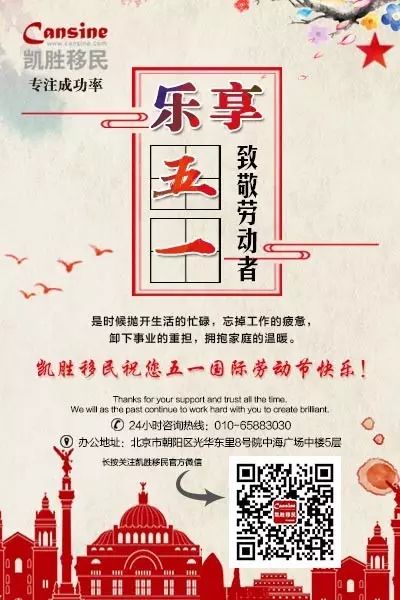 Cansine
www.cansine.com
凯胜移民
专注成功率
乐享
五一
致敬劳动者
是时候抛开生活的忙碌，忘掉工作的疲惫，
卸下事业的重担，拥抱家庭的温暖。
凯胜移民祝您五一国际劳动节快乐！
Thanks for your support and trust all the time.
We will as the past continue to work hard with you to create brilliant.
24小时咨询热线：010-65883030
办公地址：北京市朝阳区光华东里8号院中海广场中楼5层
长按关注凯胜移民官方微信
Cansine
凯胜移民